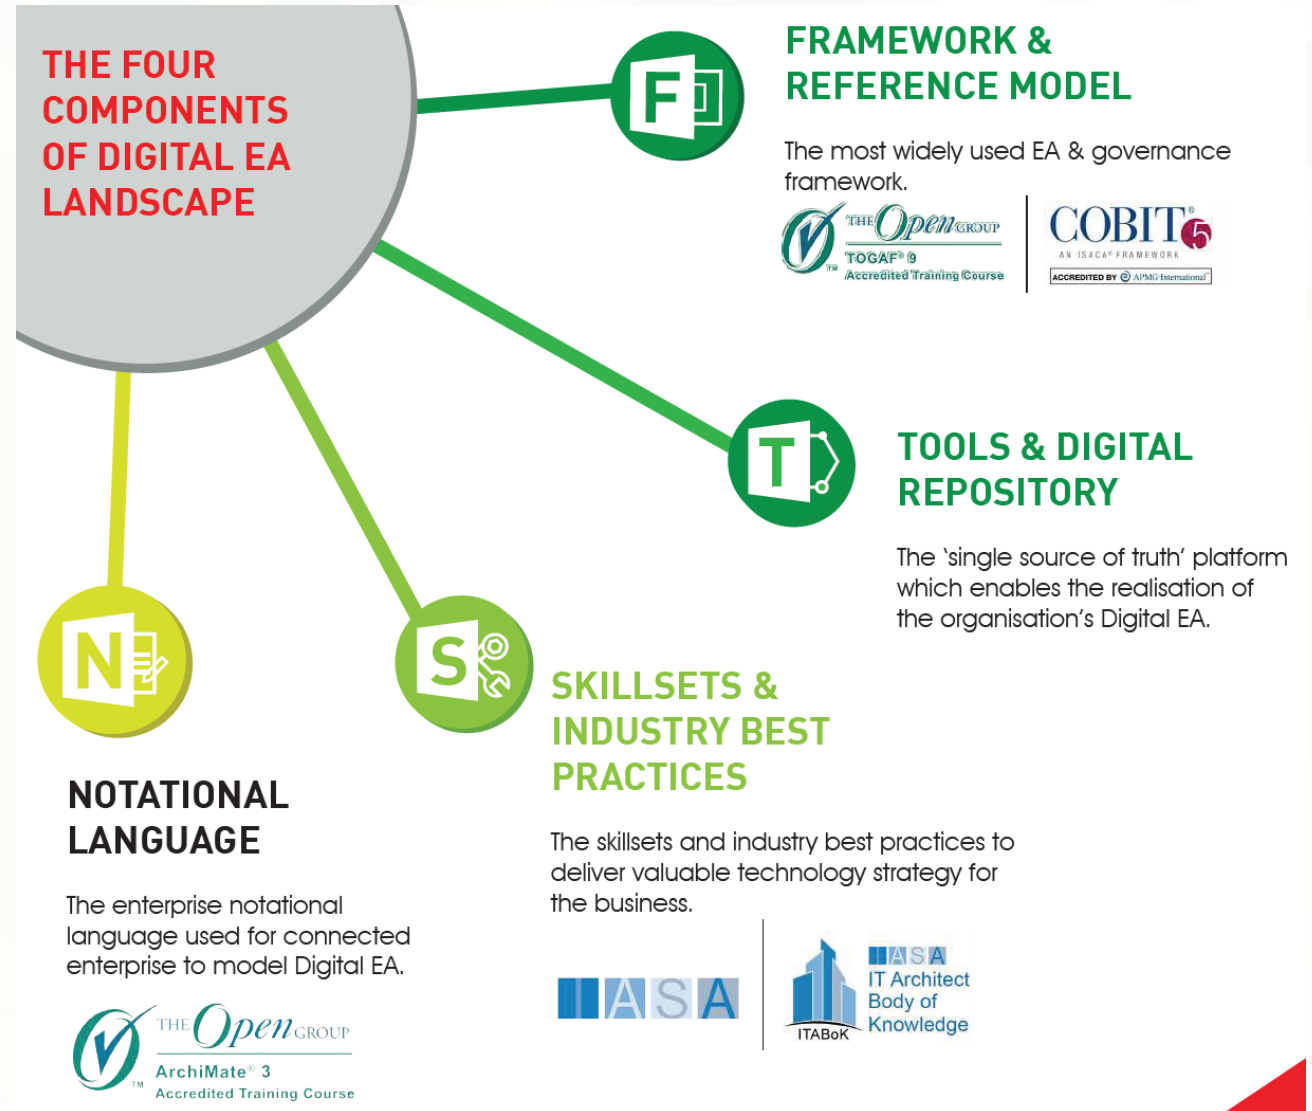 THE FOUR
COMPONENTS
OF DIGITAL EA
LANDSCAPE
F
FRAMEWORK &
REFERENCE MODEL
The most widely used EA & governance
framework.
THE Open GROUP
TM
TOGAF® 9
Accredited Training Course
COBIT® 5
AN ISACA® FRAMEWORK
ACCREDITED BY APMG-International™
T
TOOLS & DIGITAL
REPOSITORY
The ‘single source of truth’ platform
which enables the realisation of
the organisation’s Digital EA.
S
SKILLSETS &
INDUSTRY BEST
PRACTICES
The skillsets and industry best practices to
deliver valuable technology strategy for
the business.
IASA
ITABoK
IASA
IT Architect
Body of
Knowledge
N
NOTATIONAL
LANGUAGE
The enterprise notational
language used for connected
enterprise to model Digital EA.
THE Open GROUP
TM
ArchiMate® 3
Accredited Training Course